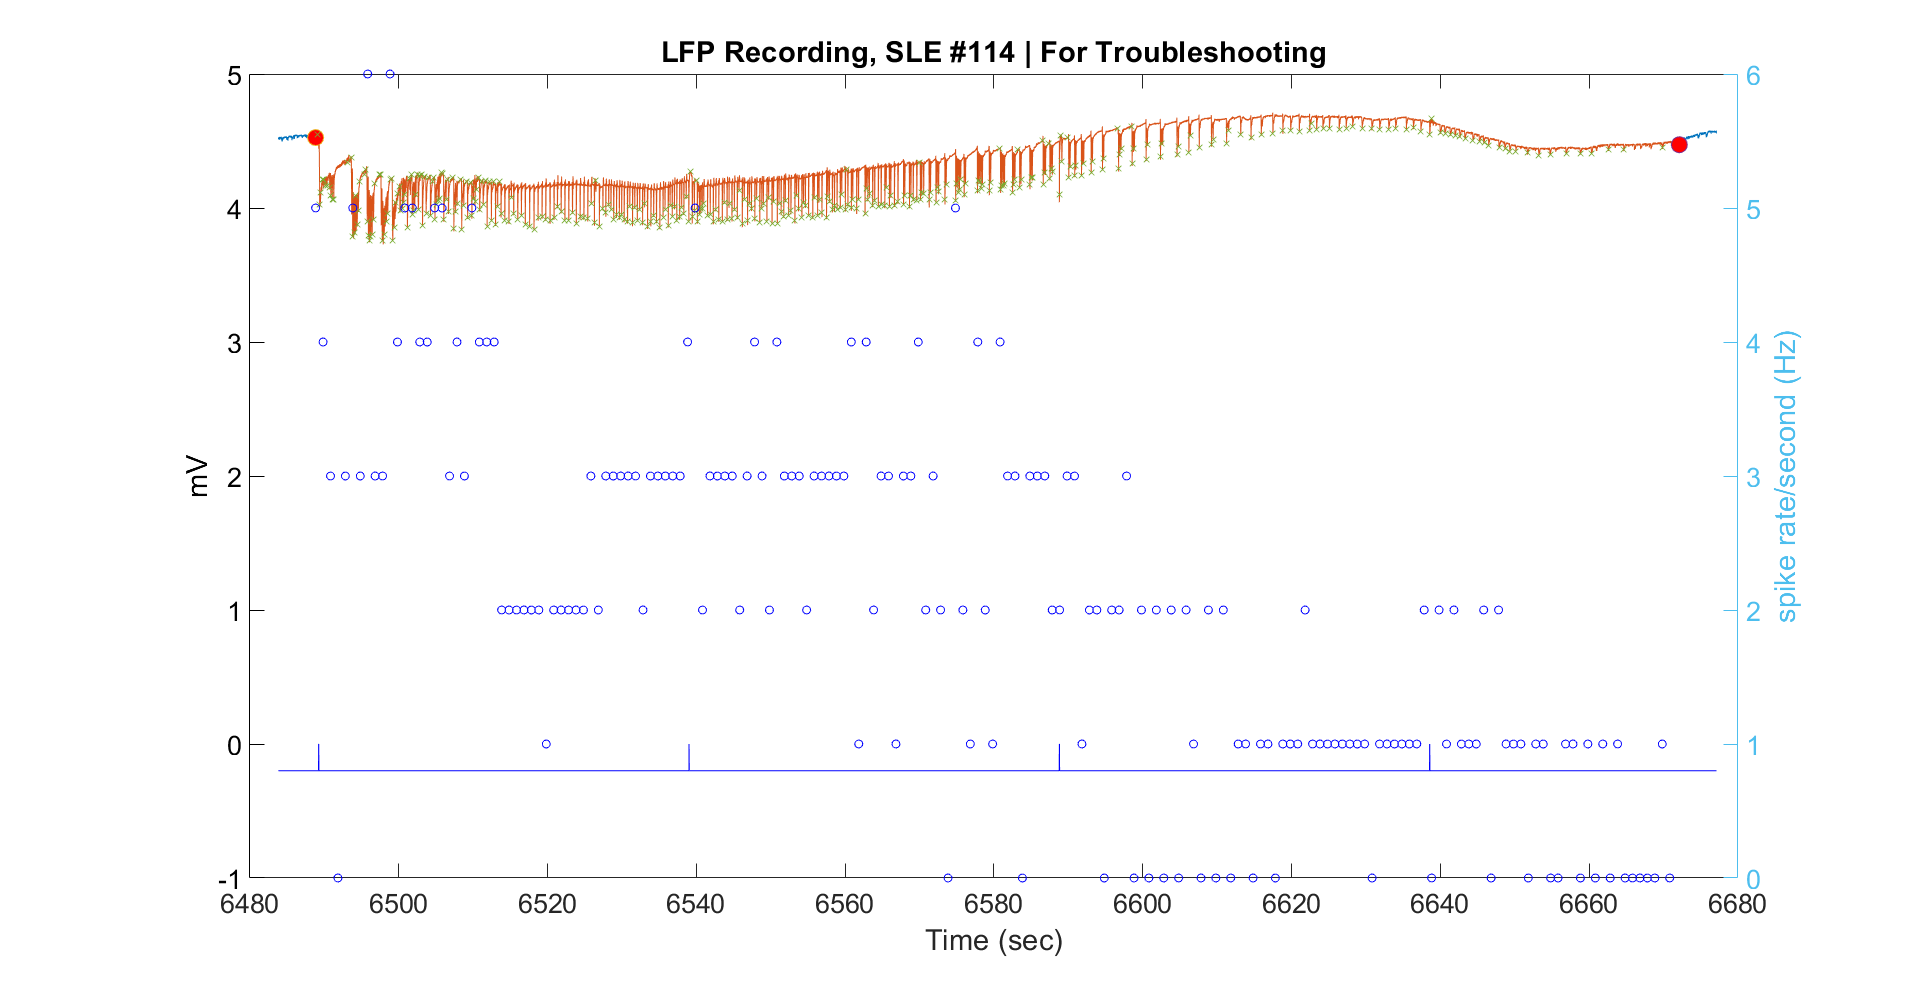 LFP Recording, SLE #114 | For Troubleshooting
5
4
3
2
1
0
-1
mV
6
5
4
3
2
1
0
spike rate/second (Hz)
6480 6500 6520 6540 6560 6580 6600 6620 6640 6660 6680
Time (sec)